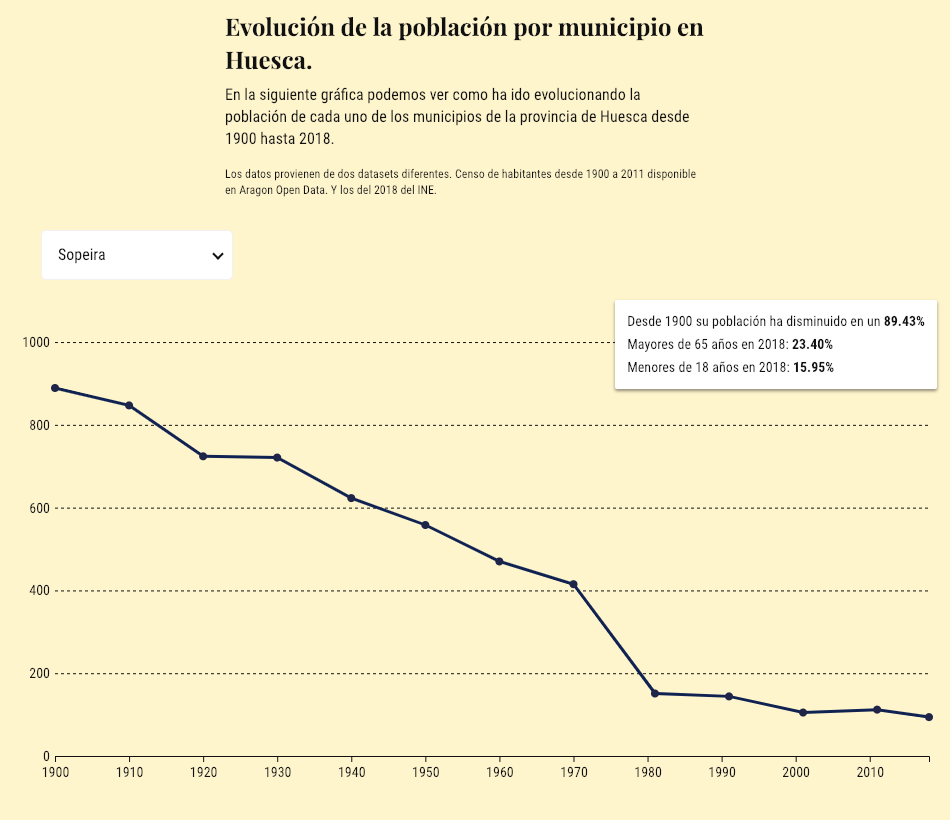 Evolución de la población por municipio en
Huesca.
En la siguiente gráfica podemos ver como ha ido evolucionando la
población de cada uno de los municipios de la provincia de Huesca desde
1900 hasta 2018.
Los datos provienen de dos datasets diferentes. Censo de habitantes desde 1900 a 2011 disponible
en Aragon Open Data. Y los del 2018 del INE.
Sopeira
Desde 1900 su población ha disminuido en un 89.43%
Mayores de 65 años en 2018: 23.40%
Menores de 18 años en 2018: 15.95%
1000
800
600
400
200
0
1900 1910 1920 1930 1940 1950 1960 1970 1980 1990 2000 2010